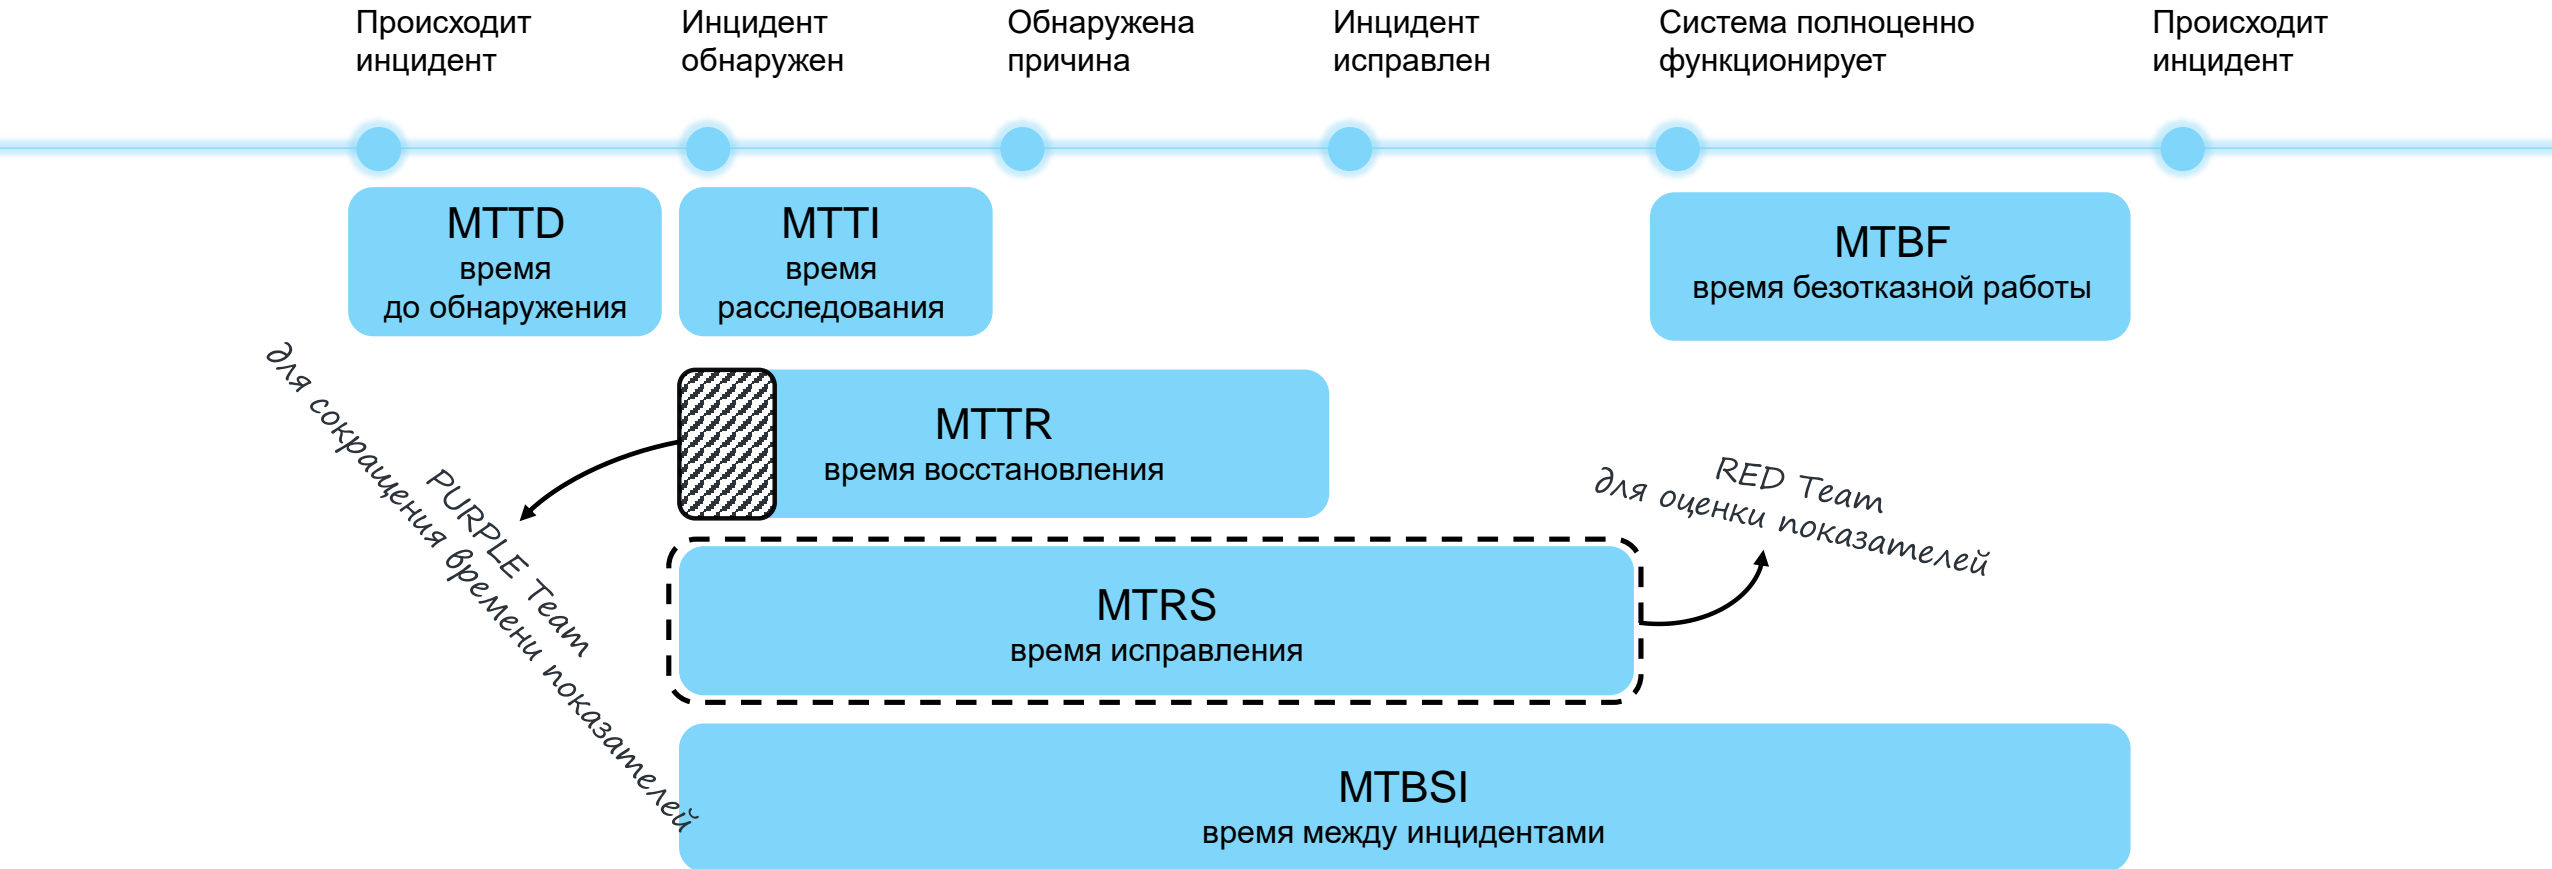 Происходит
инцидент
Инцидент
обнаружен
Обнаружена
причина
Инцидент
исправлен
Система полноценно
функционирует
Происходит
инцидент
MTTD
время
до обнаружения
MTTI
время
расследования
MTBF
время безотказной работы
MTTR
время восстановления
PURPLE Team
для сокращения времени показателей
RED Team
для оценки показателей
MTRS
время исправления
MTBSI
время между инцидентами